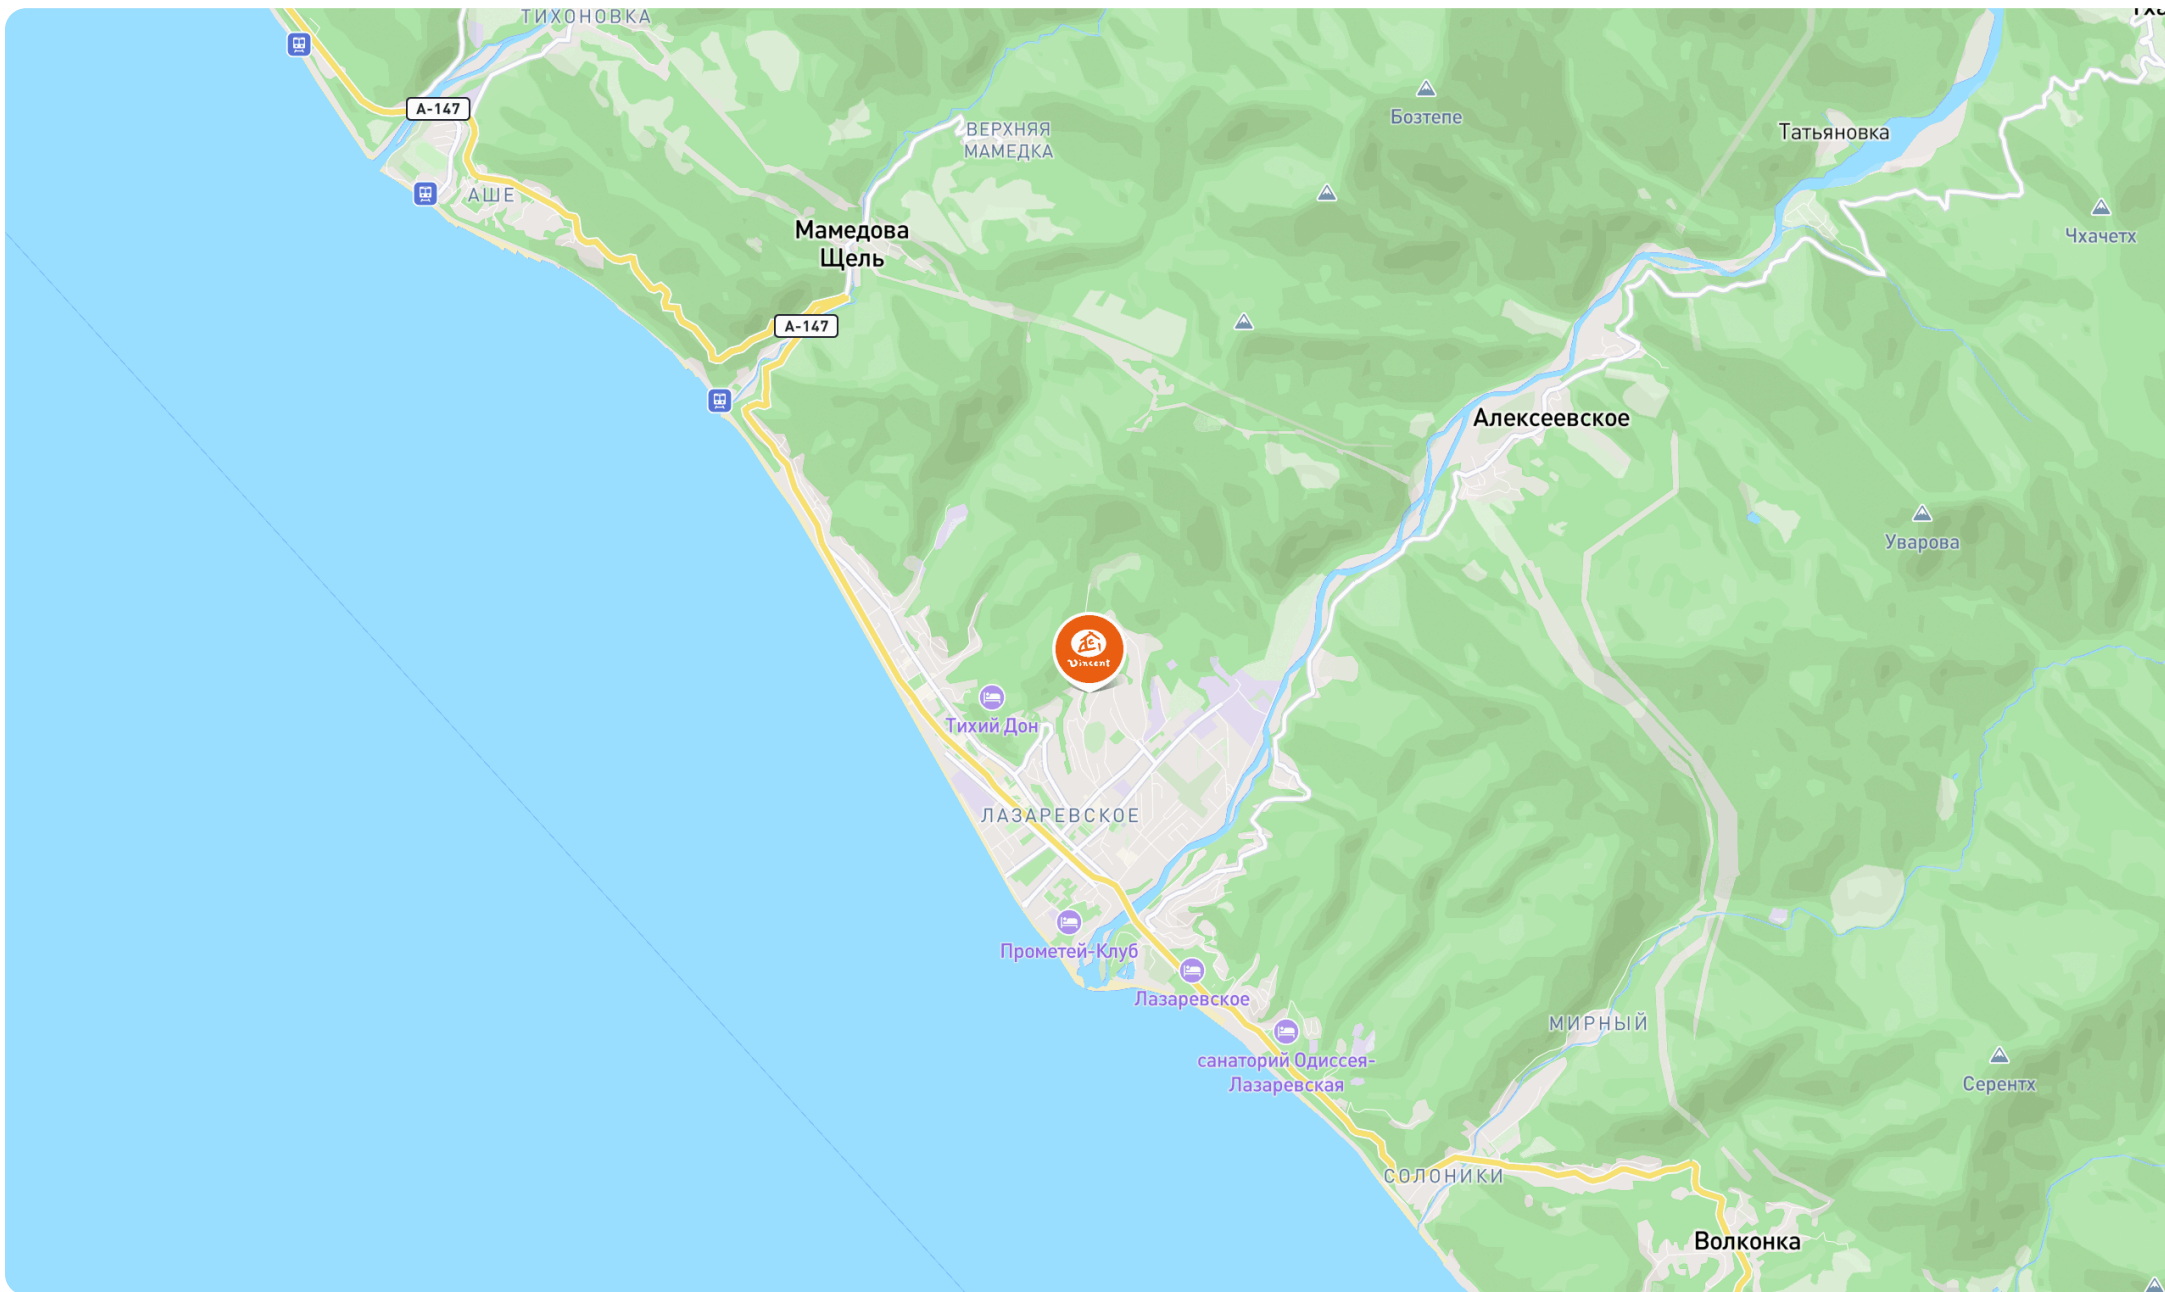 ТИХОНОВКА
А-147
ВЕРХНЯЯ
МАМЕДКА
Бозтепе
Татьяновка
АШЕ
Мамедова
Щель
Чхачетх
А-147
Алексеевское
Уварова
Vincent
Тихий Дон
ЛАЗАРЕВСКОЕ
Прометей-Клуб
Лазаревское
МИРНЫЙ
санаторий Одиссея-
Лазаревская
Серентх
СОЛОНИКИ
Волконка